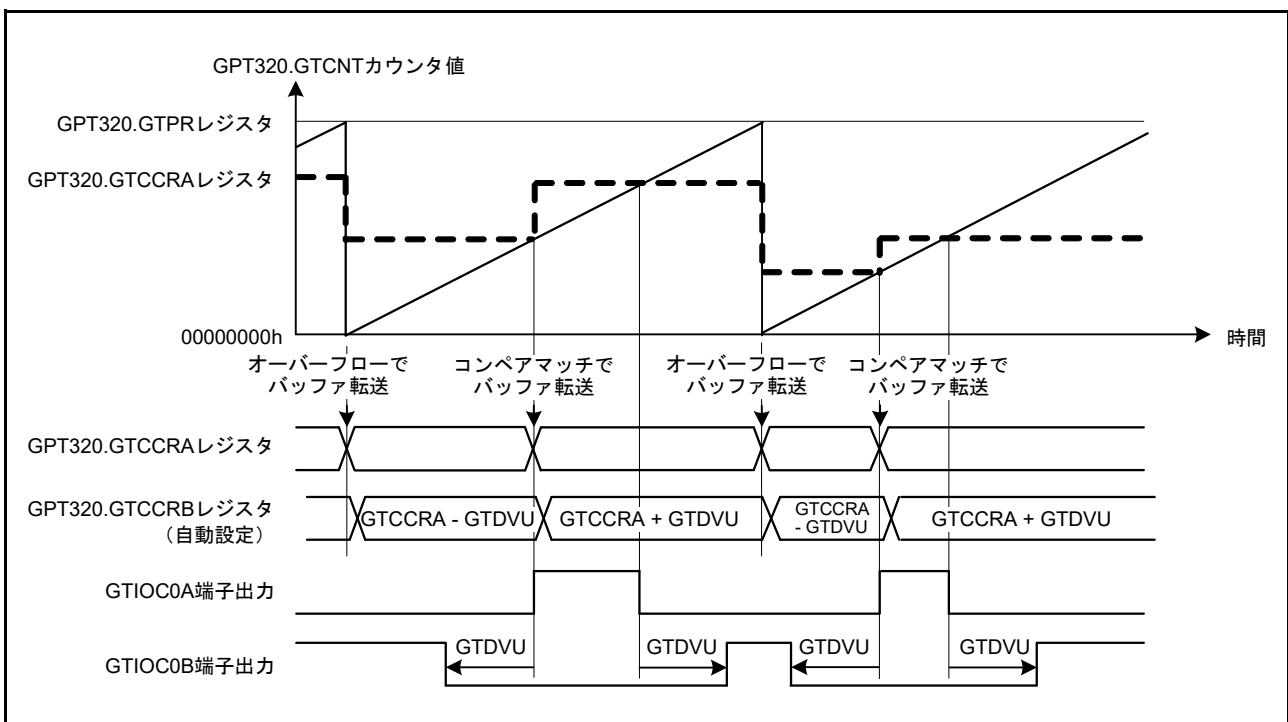 GPT320.GTCNTカウンタ値
GPT320.GTPRレジスタ
GPT320.GTCCRAレジスタ
00000000h
時間
オーバーフローで
バッファ転送
コンペアマッチで
バッファ転送
オーバーフローで
バッファ転送
コンペアマッチで
バッファ転送
GPT320.GTCCRAレジスタ
GPT320.GTCCRBレジスタ
（自動設定）
GTCCRA - GTDVU
GTCCRA + GTDVU
GTCCRA
- GTDVU
GTCCRA + GTDVU
GTIOC0A端子出力
GTIOC0B端子出力
GTDVU
GTDVU
GTDVU
GTDVU